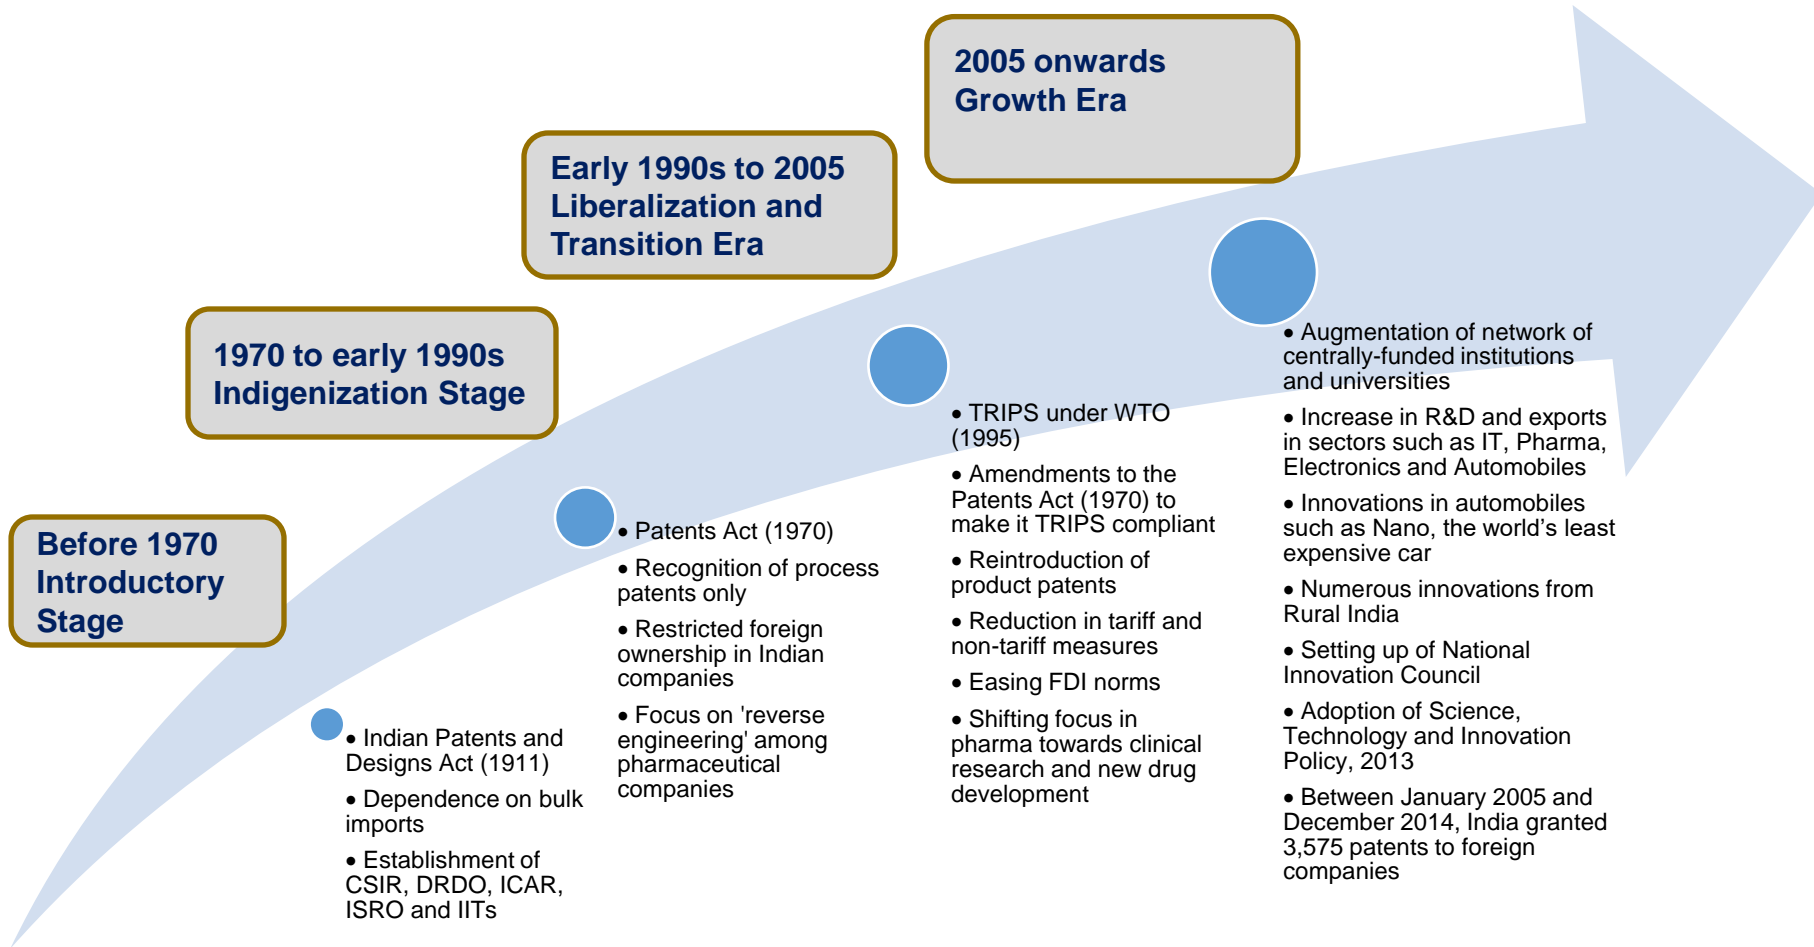 Before 1970
Introductory
Stage
• Indian Patents and
Designs Act (1911)
• Dependence on bulk
imports
• Establishment of
CSIR, DRDO, ICAR,
ISRO and IITs
1970 to early 1990s
Indigenization Stage
• Patents Act (1970)
• Recognition of process
patents only
• Restricted foreign
ownership in Indian
companies
• Focus on 'reverse
engineering' among
pharmaceutical
companies
Early 1990s to 2005
Liberalization and
Transition Era
• TRIPS under WTO
(1995)
• Amendments to the
Patents Act (1970) to
make it TRIPS compliant
• Reintroduction of
product patents
• Reduction in tariff and
non-tariff measures
• Easing FDI norms
• Shifting focus in
pharma towards clinical
research and new drug
development
2005 onwards
Growth Era
• Augmentation of network of
centrally-funded institutions
and universities
• Increase in R&D and exports
in sectors such as IT, Pharma,
Electronics and Automobiles
• Innovations in automobiles
such as Nano, the world’s least
expensive car
• Numerous innovations from
Rural India
• Setting up of National
Innovation Council
• Adoption of Science,
Technology and Innovation
Policy, 2013
• Between January 2005 and
December 2014, India granted
3,575 patents to foreign
companies